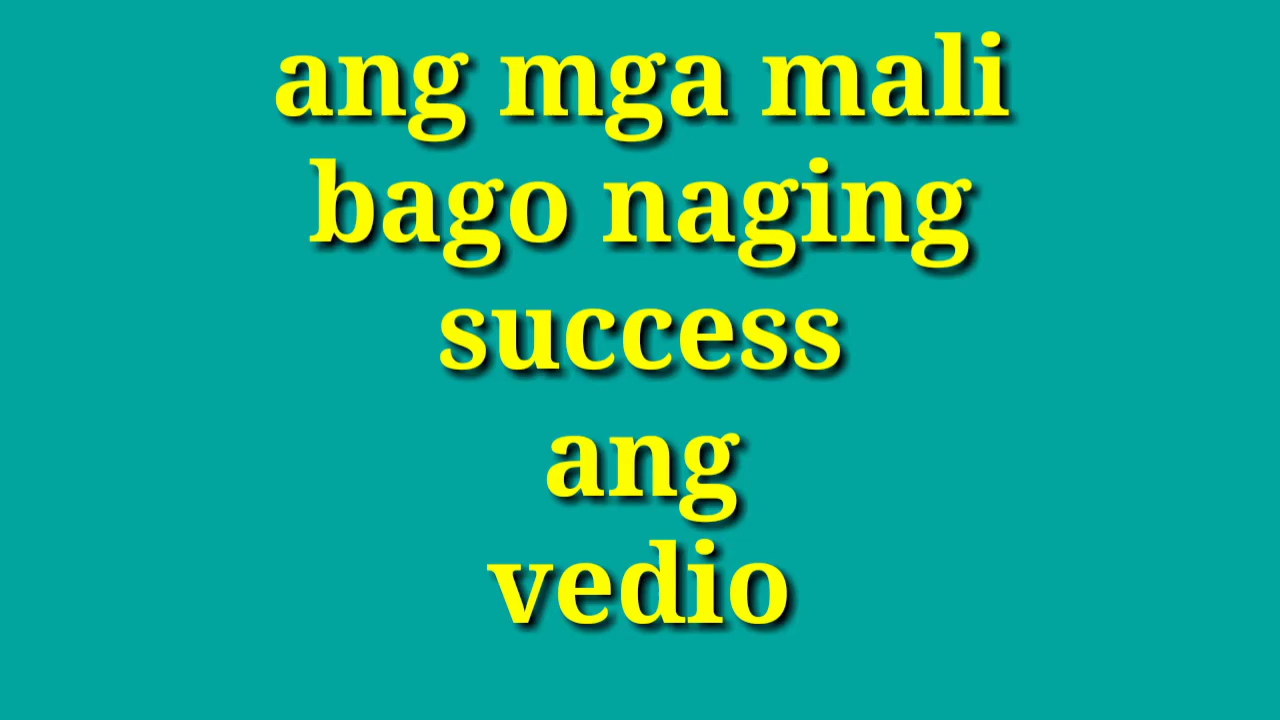 ang mga mali
bago naging
success
ang
vedio